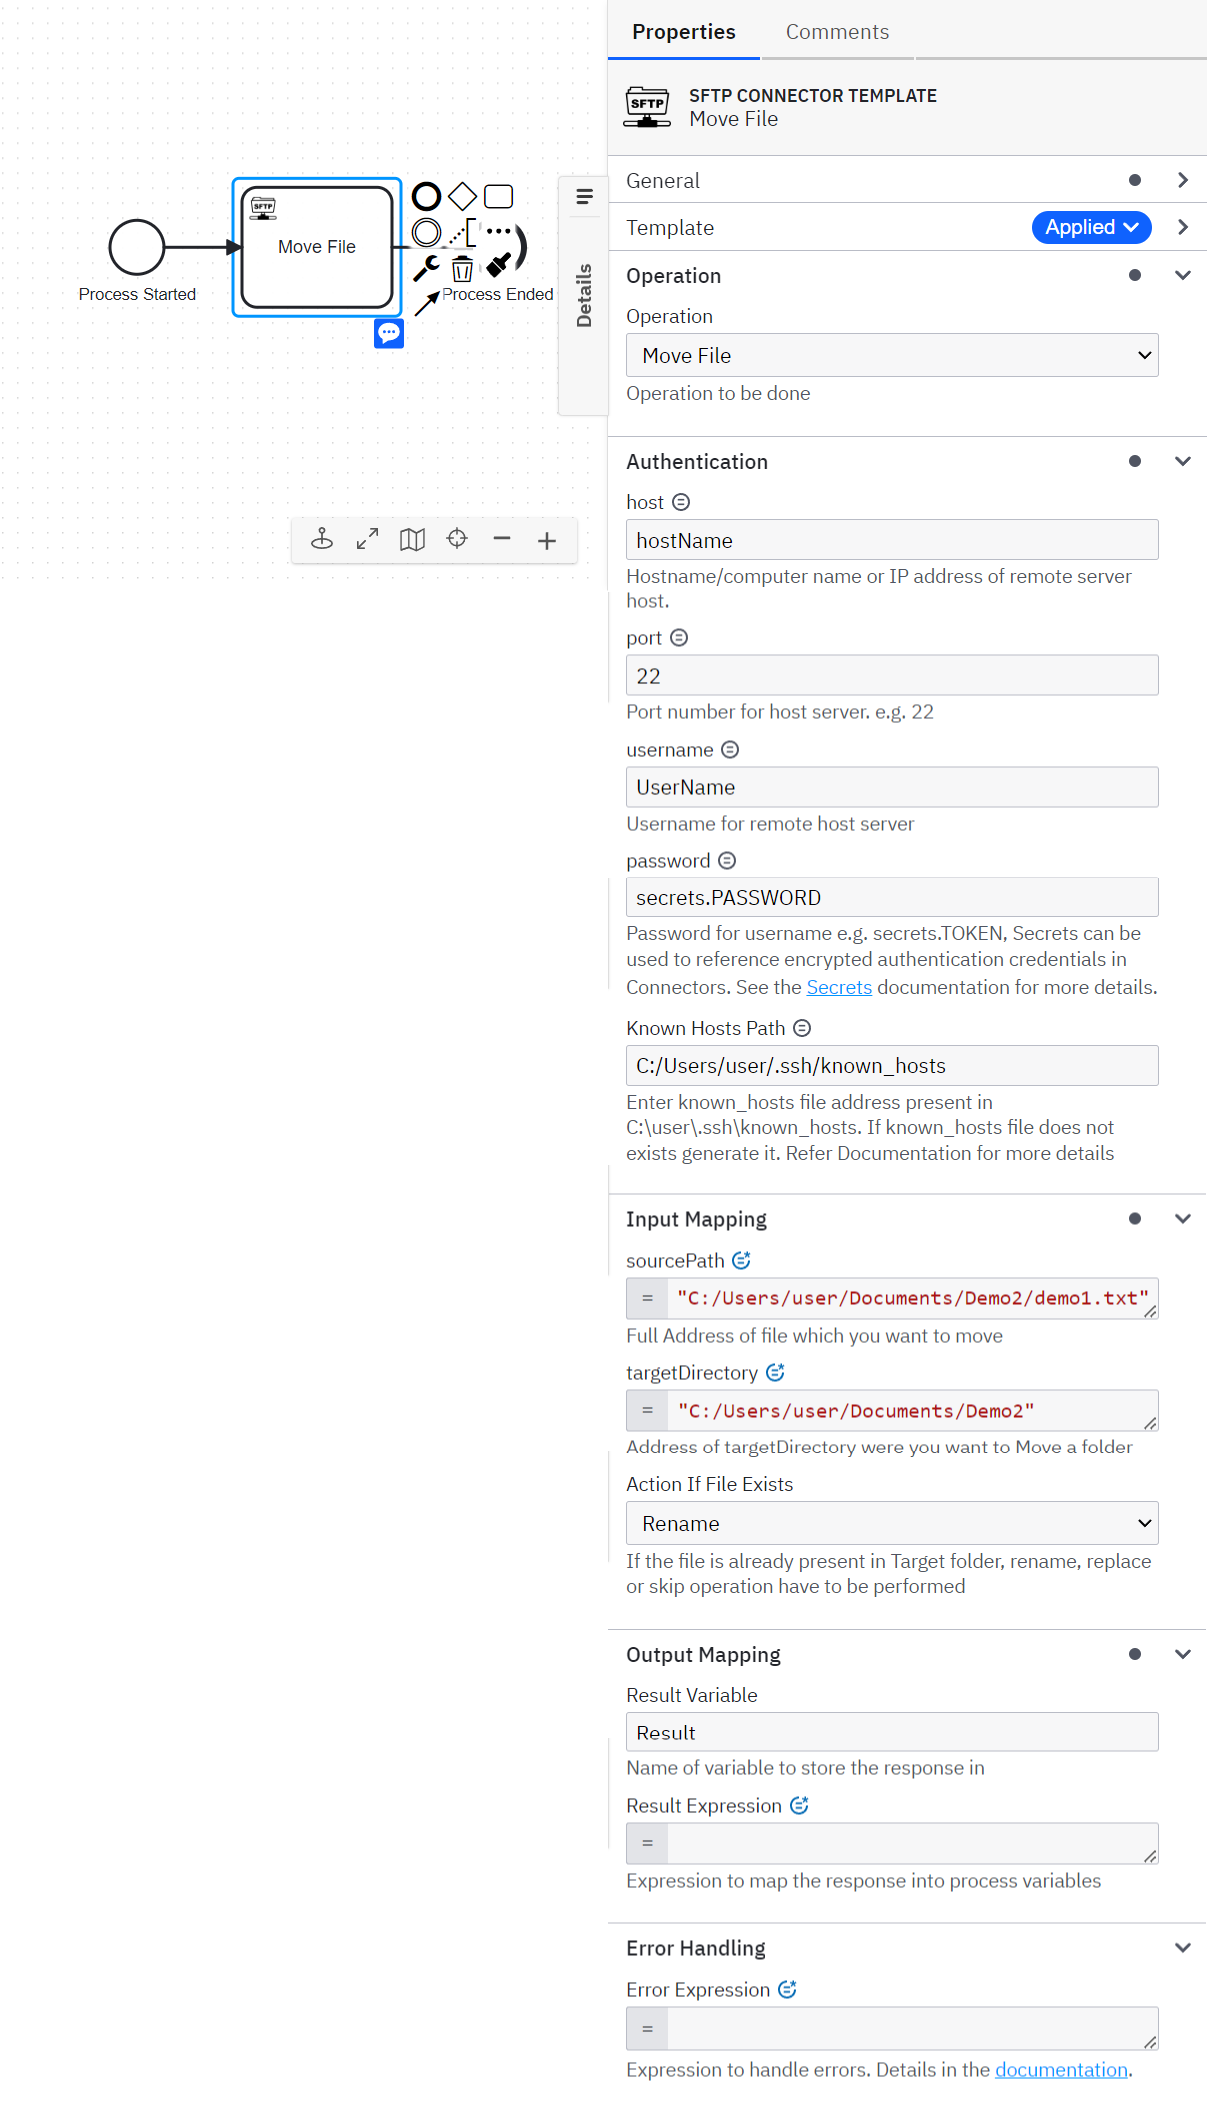 Properties
Comments
SFTP
SFTP CONNECTOR TEMPLATE
Move File
General
Template
Applied
SFTP
Move File
Process Started
Process Ended
Details
Operation
Operation
Move File
Operation to be done
Authentication
host
hostName
Hostname/computer name or IP address of remote server
host.
port
22
Port number for host server. e.g. 22
username
UserName
Username for remote host server
password
secrets.PASSWORD
Password for username e.g. secrets.TOKEN, Secrets can be
used to reference encrypted authentication credentials in
Connectors. See the Secrets documentation for more details.
Known Hosts Path
C:/Users/user/.ssh/known_hosts
Enter known_hosts file address present in
C:\user\.ssh\known_hosts. If known_hosts file does not
exists generate it. Refer Documentation for more details
Input Mapping
sourcePath
= "C:/Users/user/Documents/Demo2/demo1.txt"
Full Address of file which you want to move
targetDirectory
= "C:/Users/user/Documents/Demo2"
Address of targetDirectory were you want to Move a folder
Action If File Exists
Rename
If the file is already present in Target folder, rename, replace
or skip operation have to be performed
Output Mapping
Result Variable
Result
Name of variable to store the response in
Result Expression
=
Expression to map the response into process variables
Error Handling
Error Expression
=
Expression to handle errors. Details in the documentation.